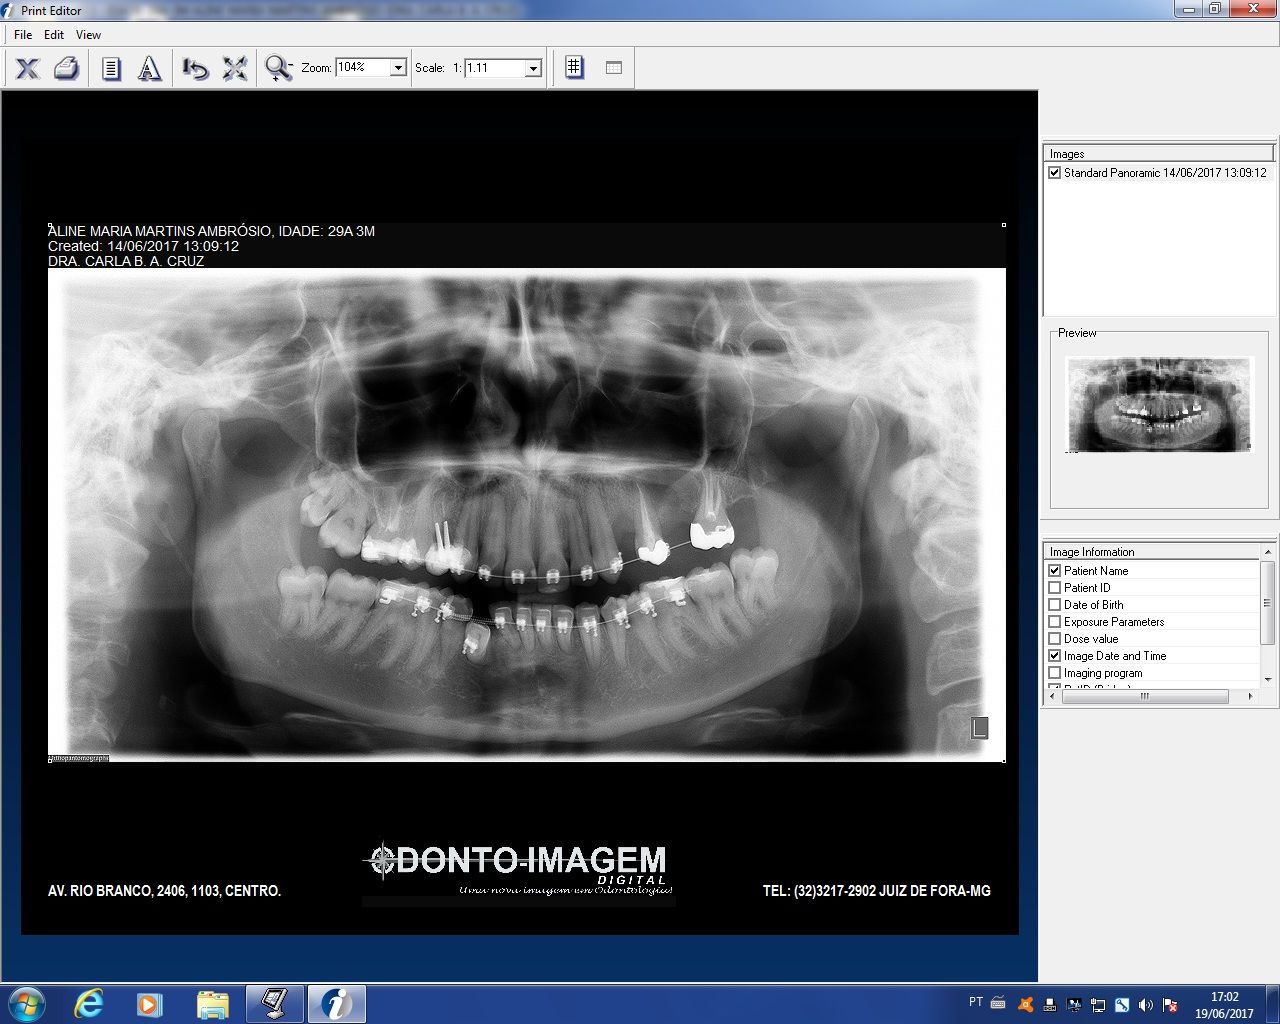 Print Editor
File Edit View
Zoom: 104% Scale: 1: 1.11
Images
Standard Panoramic 14/06/2017 13:09:12
ALINE MARIA MARTINS AMBRÓSIO, IDADE: 29A 3M
Created: 14/06/2017 13:09:12
DRA. CARLA B. A. CRUZ
Preview
Image Information
Patient Name
Patient ID
Date of Birth
Exposure Parameters
Dose value
Image Date and Time
Imaging program
L
ODONTO-IMAGEM
DIGITAL
Uma nova imagem em Odontologia!
AV. RIO BRANCO, 2406, 1103, CENTRO.
TEL: (32)3217-2902 JUIZ DE FORA-MG
PT
17:02
19/06/2017